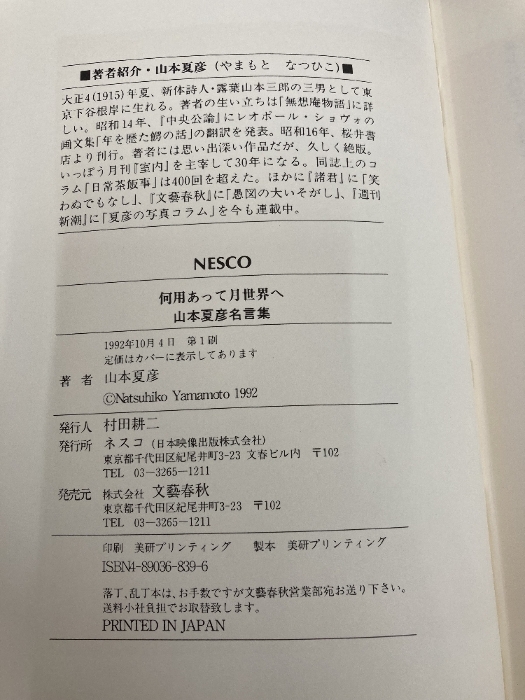 ■著者紹介・山本夏彦(やまもと　なつひこ)■
大正4(1915)年夏、新体詩人・露葉山本三郎の三男として東
京下谷根岸に生れる。著者の生い立ちは『無想庵物語』に詳
しい。昭和14年、『中央公論』にレオポール・ショヴォの
画文集『年を歴た鰐の話』の翻訳を発表。昭和16年、桜井書
店より刊行。著者には思い出深い作品だが、久しく絶版。
いっぽう月刊『室内』を主宰して30年になる。同誌上のコ
ラム『日常茶飯事』は400回を超えた。ほかに『諸君』に「笑
わぬでもなし」、『文藝春秋』に「愚図の大いそがし」、『週刊
新潮』に『夏彦の写真コラム』を今も連載中。
NESCO
何用あって月世界へ
山本夏彦名言集
1992年10月4日　第1刷
定価はカバーに表示してあります
著　者　山本夏彦
©Natsuhiko Yamamoto 1992
発行人　村田耕二
発行所　ネスコ(日本映像出版株式会社)
東京都千代田区紀尾井町3-23 文春ビル内　〒102
TEL　03-3265-1211
発売元　株式会社 文藝春秋
東京都千代田区紀尾井町3-23　〒102
TEL　03-3265-1211
印刷　美研プリンティング　　製本　美研プリンティング
ISBN4-89036-839-6
落丁、乱丁本は、お手数ですが文藝春秋営業部宛お送り下さい。
送料小社負担でお取替致します。
PRINTED IN JAPAN